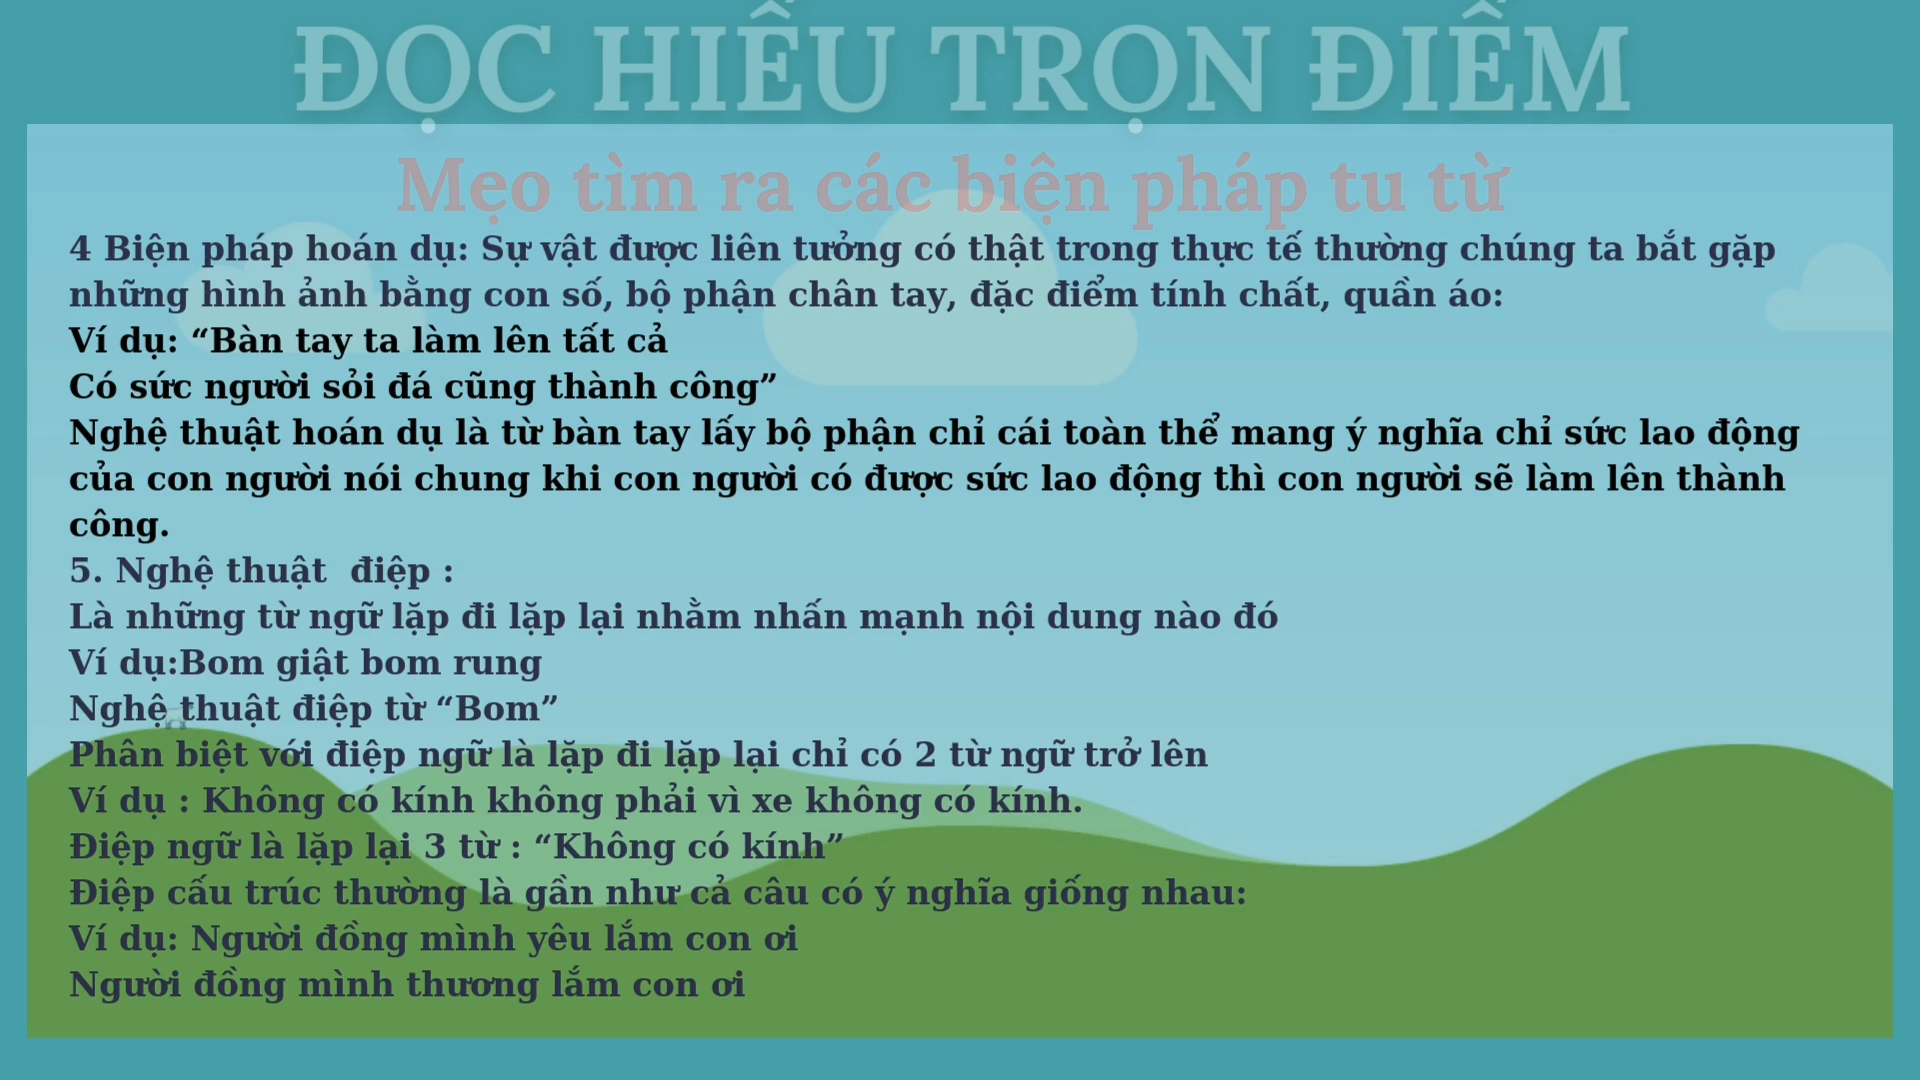 ĐỌC HIỂU TRỌN ĐIỂM
Mẹo tìm ra các biện pháp tu từ
4 Biện pháp hoán dụ: Sự vật được liên tưởng có thật trong thực tế thường chúng ta bắt gặp
những hình ảnh bằng con số, bộ phận chân tay, đặc điểm tính chất, quần áo:
Ví dụ: “Bàn tay ta làm lên tất cả
Có sức người sỏi đá cũng thành công”
Nghệ thuật hoán dụ là từ bàn tay lấy bộ phận chỉ cái toàn thể mang ý nghĩa chỉ sức lao động
của con người nói chung khi con người có được sức lao động thì con người sẽ làm lên thành
công.
5. Nghệ thuật  điệp :
Là những từ ngữ lặp đi lặp lại nhằm nhấn mạnh nội dung nào đó
Ví dụ:Bom giật bom rung
Nghệ thuật điệp từ “Bom”
Phân biệt với điệp ngữ là lặp đi lặp lại chỉ có 2 từ ngữ trở lên
Ví dụ : Không có kính không phải vì xe không có kính.
Điệp ngữ là lặp lại 3 từ : “Không có kính”
Điệp cấu trúc thường là gần như cả câu có ý nghĩa giống nhau:
Ví dụ: Người đồng mình yêu lắm con ơi
Người đồng mình thương lắm con ơi